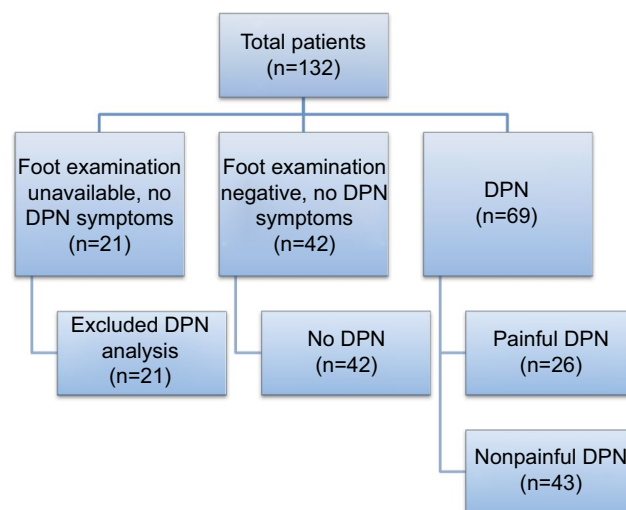 Total patients
(n=132)
Foot examination
unavailable, no
DPN symptoms
(n=21)
Foot examination
negative, no DPN
symptoms
(n=42)
DPN
(n=69)
Excluded DPN
analysis
(n=21)
No DPN
(n=42)
Painful DPN
(n=26)
Nonpainful DPN
(n=43)